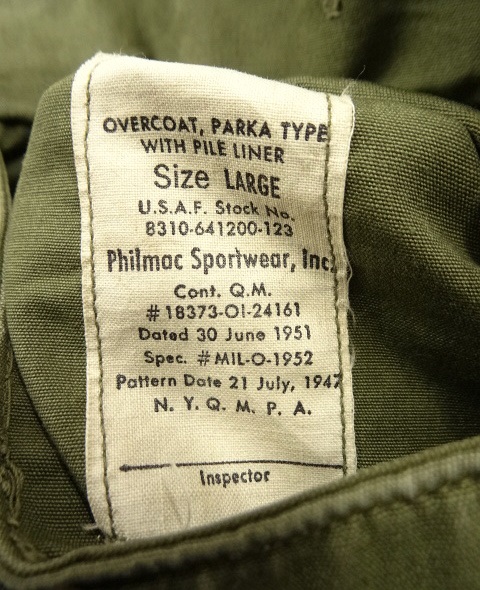 OVERCOAT, PARKA TYPE
WITH PILE LINER
Size LARGE
U.S.A.F. Stock No.
8310-641200-123
Philmac Sportwear, Inc.
Cont. Q.M.
#18373-OI-24161
Dated 30 June 1951
Spec. #MIL-O-1952
Pattern Date 21 July, 1947
N. Y. Q. M. P. A.
Inspector